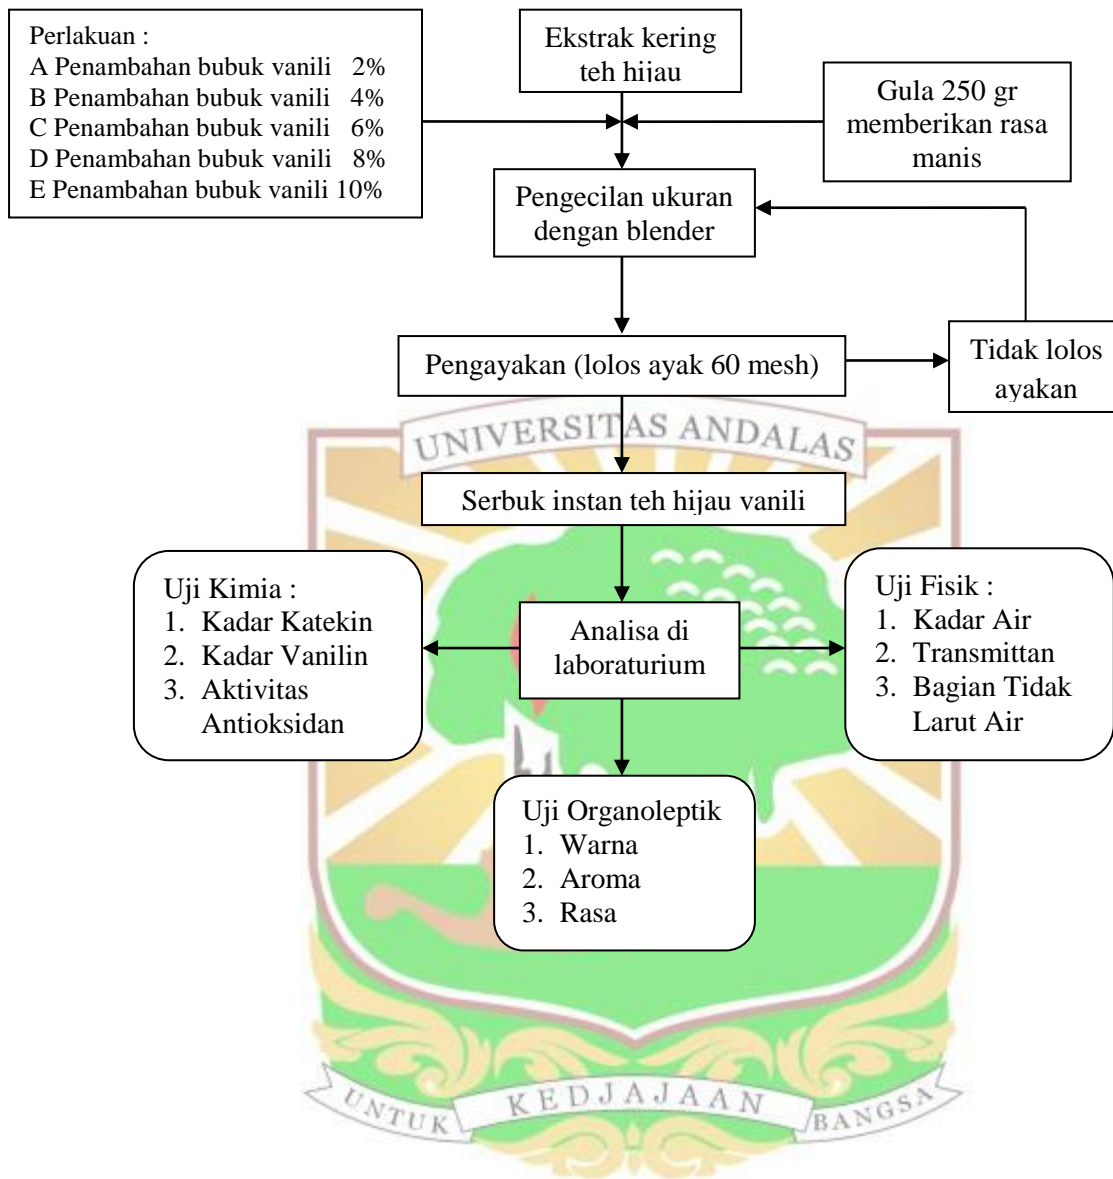 Perlakuan :
A Penambahan bubuk vanili 2%
B Penambahan bubuk vanili 4%
C Penambahan bubuk vanili 6%
D Penambahan bubuk vanili 8%
E Penambahan bubuk vanili 10%
Ekstrak kering
teh hijau
Gula 250 gr
memberikan rasa
manis
Pengecilan ukuran
dengan blender
Pengayakan (lolos ayak 60 mesh)
Tidak lolos
ayakan
UNIVERSITAS ANDALAS
Serbuk instan teh hijau vanili
Uji Kimia :
1. Kadar Katekin
2. Kadar Vanilin
3. Aktivitas
Antioksidan
Analisa di
laboraturium
Uji Fisik :
1. Kadar Air
2. Transmittan
3. Bagian Tidak
Larut Air
Uji Organoleptik
1. Warna
2. Aroma
3. Rasa
UNTUK KEDJAJAAN BANGSA